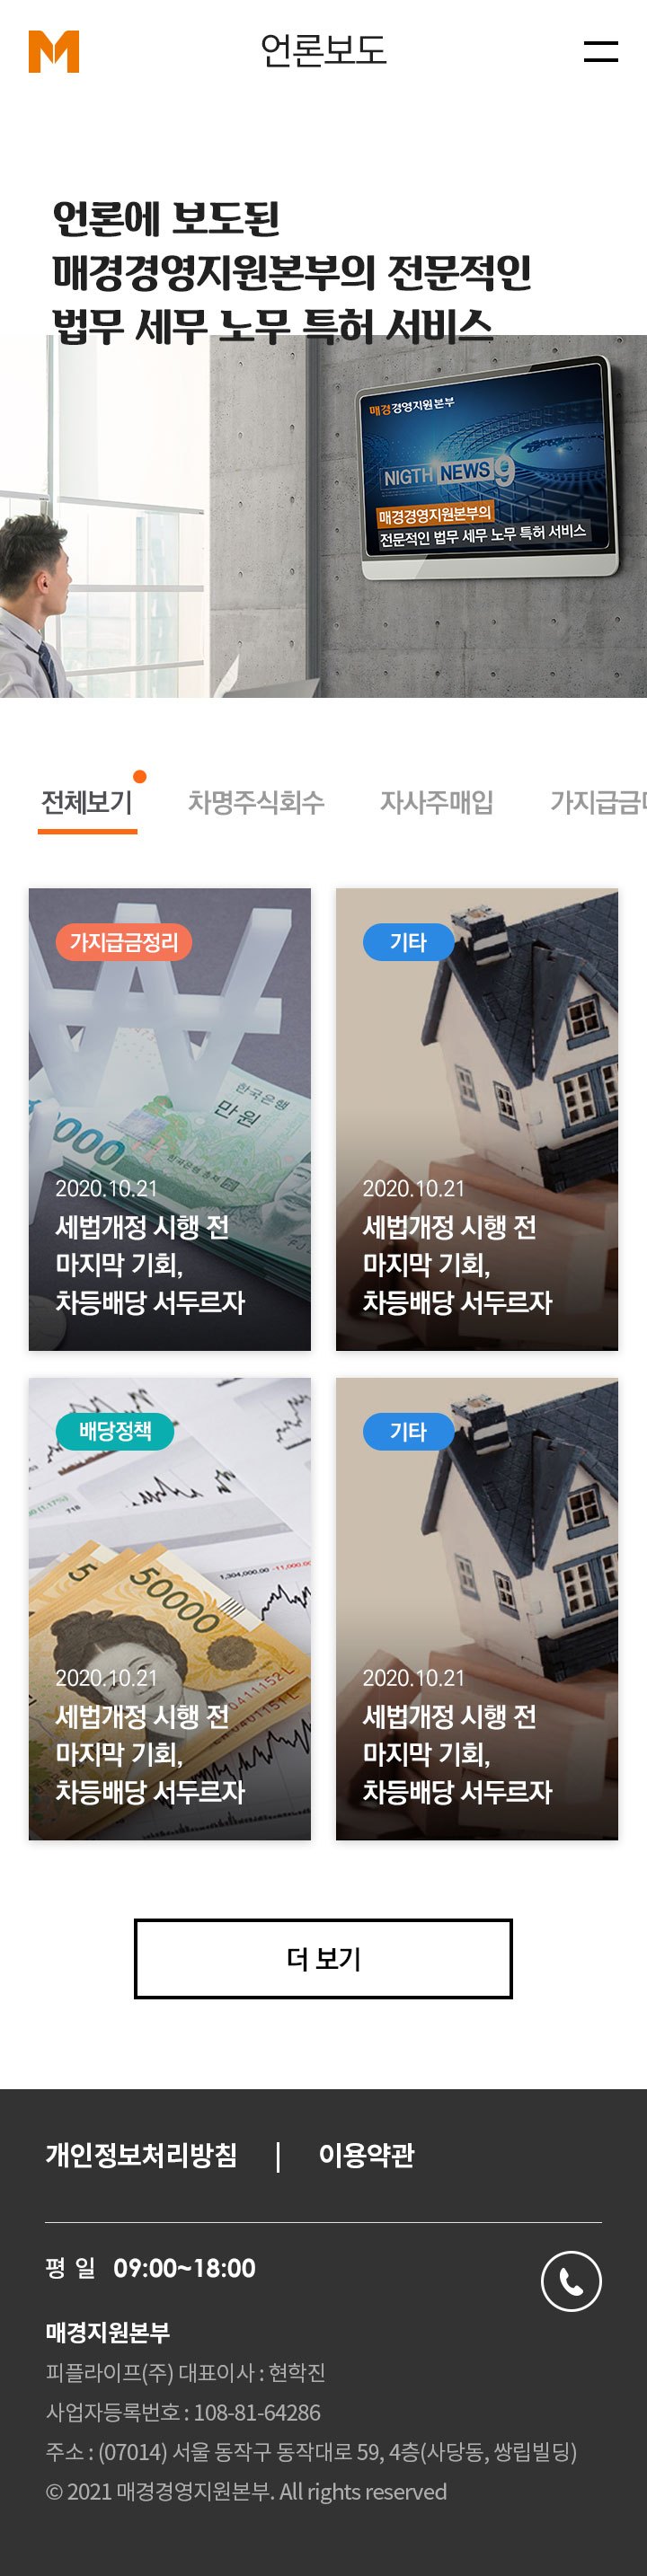 M
언론보도
언론에 보도된
매경경영지원본부의 전문적인
법무 세무 노무 특허 서비스
매경경영지원본부
NIGTH NEWS 9
매경경영지원본부의
전문적인 법무 세무 노무 특허 서비스
전체보기
차명주식회수
자사주매입
가지급금
가지급금정리
한국은행
만원
2020.10.21
세법개정 시행 전
마지막 기회,
차등배당 서두르자
기타
2020.10.21
세법개정 시행 전
마지막 기회,
차등배당 서두르자
배당정책
50000
1,304,000.00
2020.10.21
세법개정 시행 전
마지막 기회,
차등배당 서두르자
기타
2020.10.21
세법개정 시행 전
마지막 기회,
차등배당 서두르자
더 보기
개인정보처리방침 | 이용약관
평 일 09:00~18:00
매경지원본부
피플라이프(주) 대표이사 : 현학진
사업자등록번호 : 108-81-64286
주소 : (07014) 서울 동작구 동작대로 59, 4층(사당동, 쌍립빌딩)
© 2021 매경경영지원본부. All rights reserved